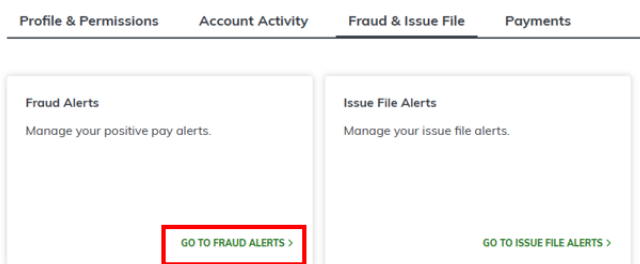 Profile & Permissions Account Activity Fraud & Issue File Payments
Fraud Alerts
Manage your positive pay alerts.
GO TO FRAUD ALERTS >
Issue File Alerts
Manage your issue file alerts.
GO TO ISSUE FILE ALERTS >